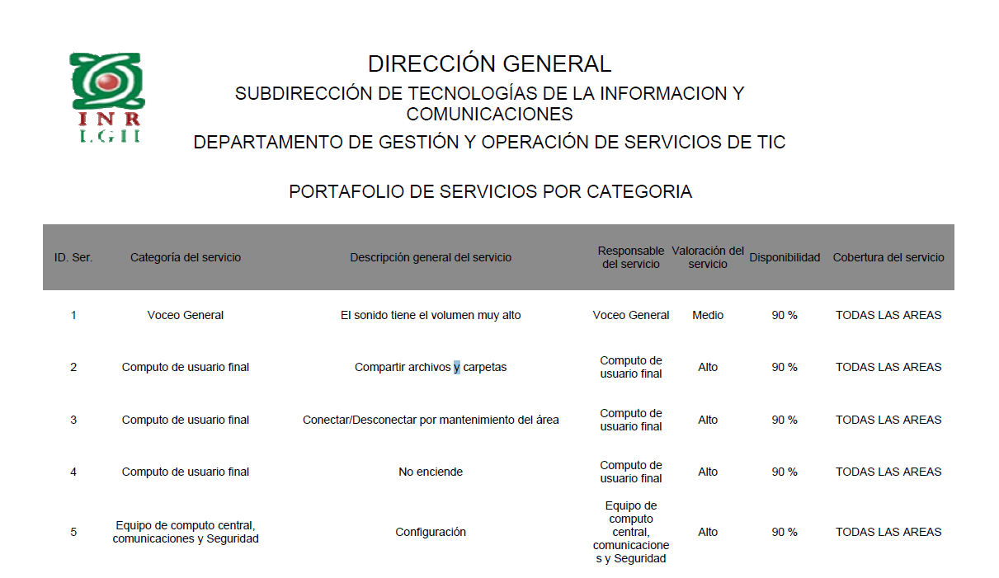 INR
LGII
DIRECCIÓN GENERAL
SUBDIRECCIÓN DE TECNOLOGÍAS DE LA INFORMACION Y
COMUNICACIONES
DEPARTAMENTO DE GESTIÓN Y OPERACIÓN DE SERVICIOS DE TIC
PORTAFOLIO DE SERVICIOS POR CATEGORIA
ID. Ser. Categoría del servicio Descripción general del servicio Responsable del servicio Valoración del servicio Disponibilidad Cobertura del servicio
1 Voceo General El sonido tiene el volumen muy alto Voceo General Medio 90 % TODAS LAS AREAS
2 Computo de usuario final Compartir archivos y carpetas Computo de usuario final Alto 90 % TODAS LAS AREAS
3 Computo de usuario final Conectar/Desconectar por mantenimiento del área Computo de usuario final Alto 90 % TODAS LAS AREAS
4 Computo de usuario final No enciende Computo de usuario final Alto 90 % TODAS LAS AREAS
5 Equipo de computo central, comunicaciones y Seguridad Configuración Equipo de computo central, comunicacione s y Seguridad Alto 90 % TODAS LAS AREAS